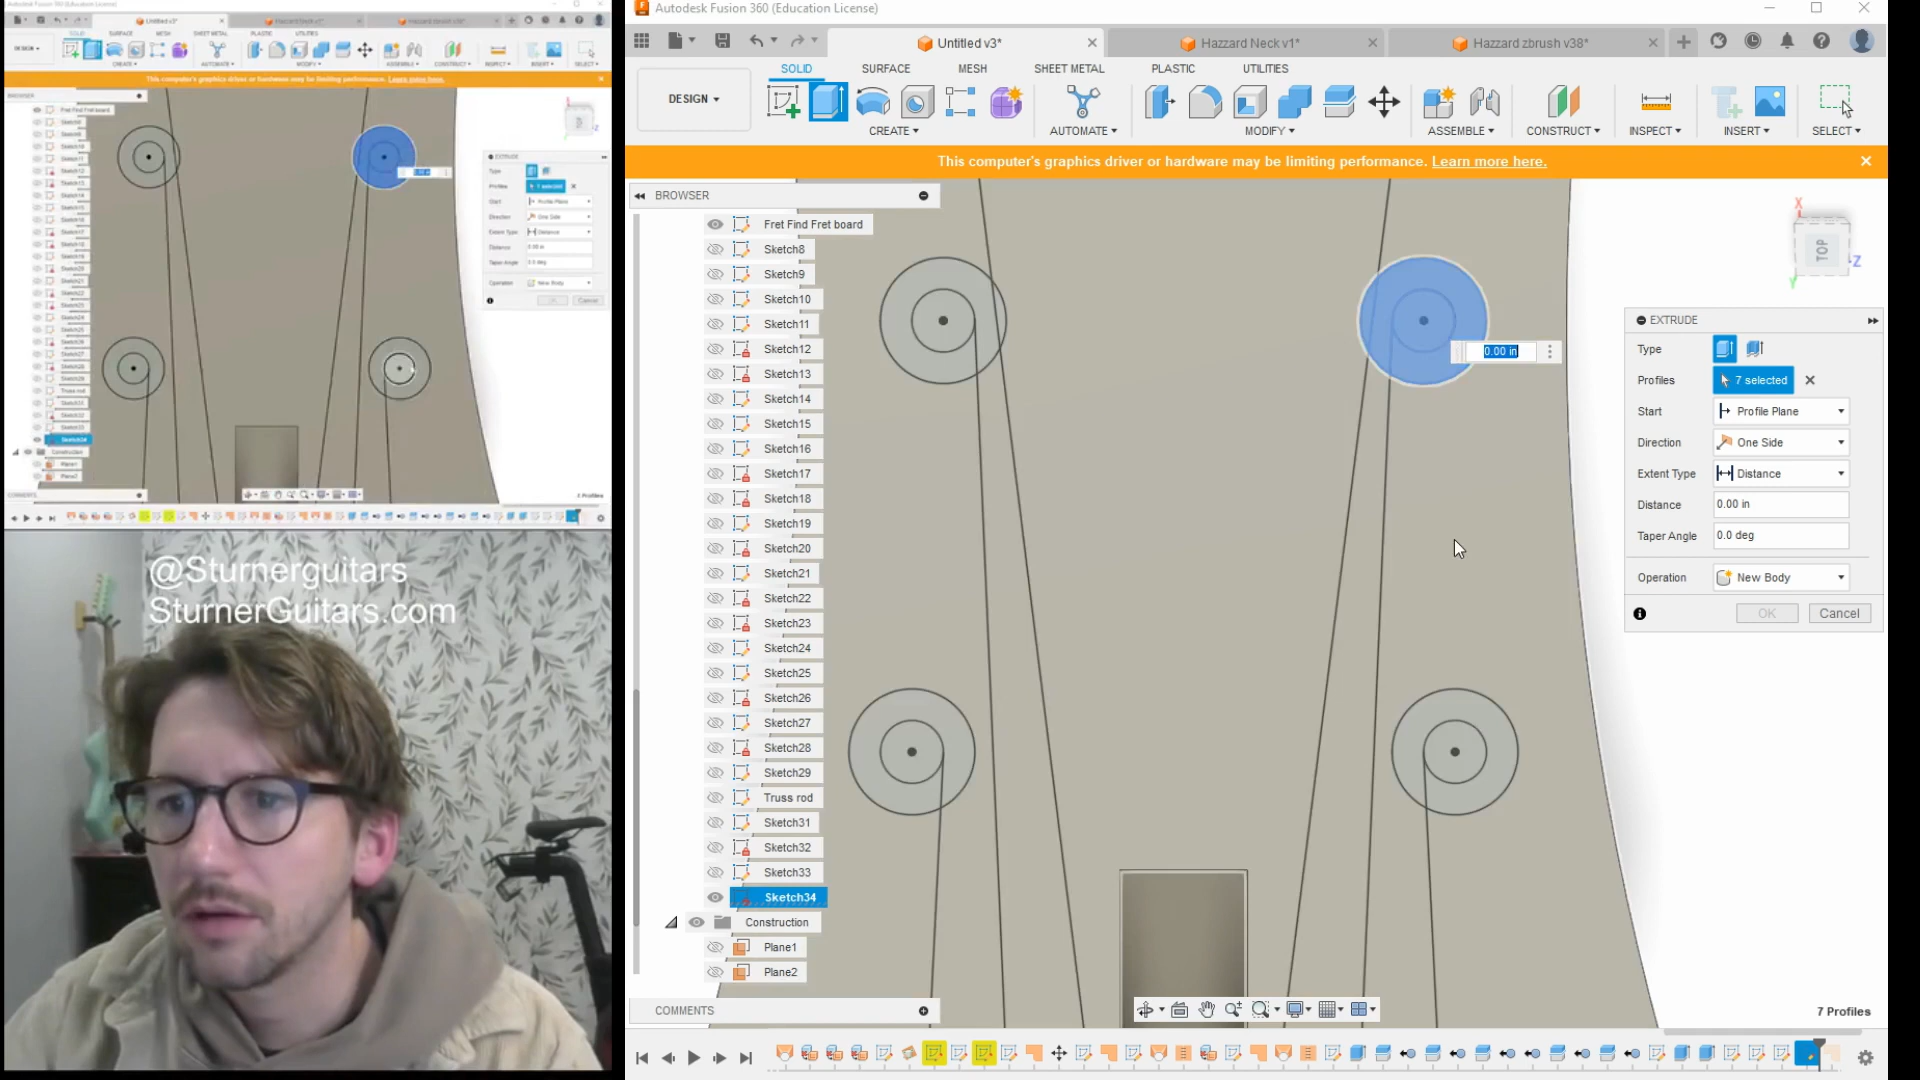 Autodesk Fusion 360 (Education License)
Untitled v3*
Hazzard Neck v1*
Hazzard zbrush v38*
SOLID
SURFACE
MESH
SHEET METAL
PLASTIC
UTILITIES
DESIGN
CREATE
AUTOMATE
MODIFY
ASSEMBLE
CONSTRUCT
INSPECT
INSERT
SELECT
This computer's graphics driver or hardware may be limiting performance. Learn more here.
BROWSER
Fret Find Fret board
Sketch8
Sketch9
Sketch10
Sketch11
Sketch12
Sketch13
Sketch14
Sketch15
Sketch16
Sketch17
Sketch18
Sketch19
Sketch20
Sketch21
Sketch22
Sketch23
Sketch24
Sketch25
Sketch26
Sketch27
Sketch28
Sketch29
Truss rod
Sketch31
Sketch32
Sketch33
Sketch34
Construction
Plane1
Plane2
COMMENTS
X
TOP
Z
Y
0.00 in
EXTRUDE
Type
Profiles 7 selected
Start Profile Plane
Direction One Side
Extent Type Distance
Distance 0.00 in
Taper Angle 0.0 deg
Operation New Body
OK Cancel
7 Profiles
@Sturnerguitars
SturnerGuitars.com